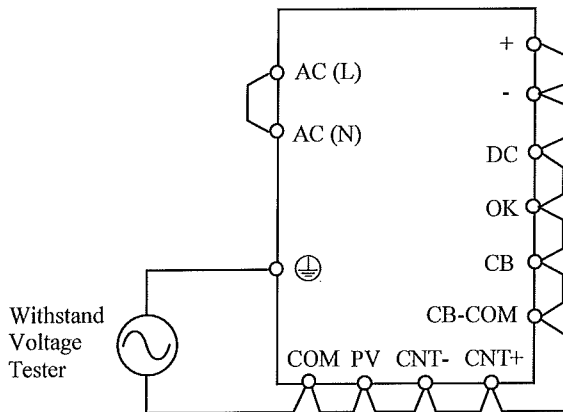 +
AC (L)
-
AC (N)
DC
OK
CB
CB-COM
Withstand
Voltage
Tester
COM PV CNT- CNT+